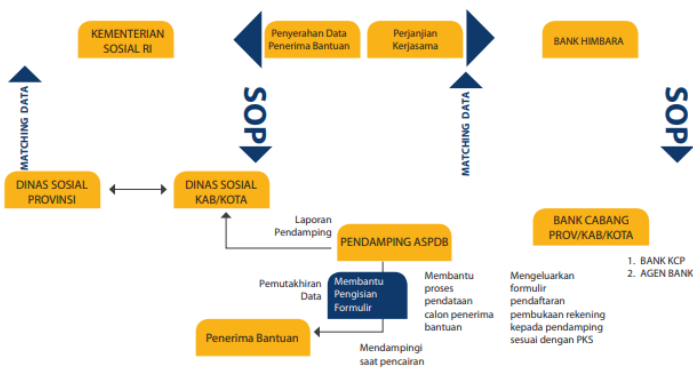 KEMENTERIAN
SOSIAL RI
Penyerahan Data
Penerima Bantuan
Perjanjian
Kerjasama
BANK HIMBARA
MATCHING DATA
SOP
MATCHING DATA
SOP
DINAS SOSIAL
PROVINSI
DINAS SOSIAL
KAB/KOTA
Laporan
Pendamping
PENDAMPING ASPDB
BANK CABANG
PROV/KAB/KOTA
1. BANK KCP
2. AGEN BANK
Pemutakhiran
Data
Membantu
Pengisian
Formulir
Membantu
proses
pendataan
calon penerima
bantuan
Mengeluarkan
formulir
pendaftaran
pembukaan rekening
kepada pendamping
sesuai dengan PKS
Penerima Bantuan
Mendampingi
saat pencairan